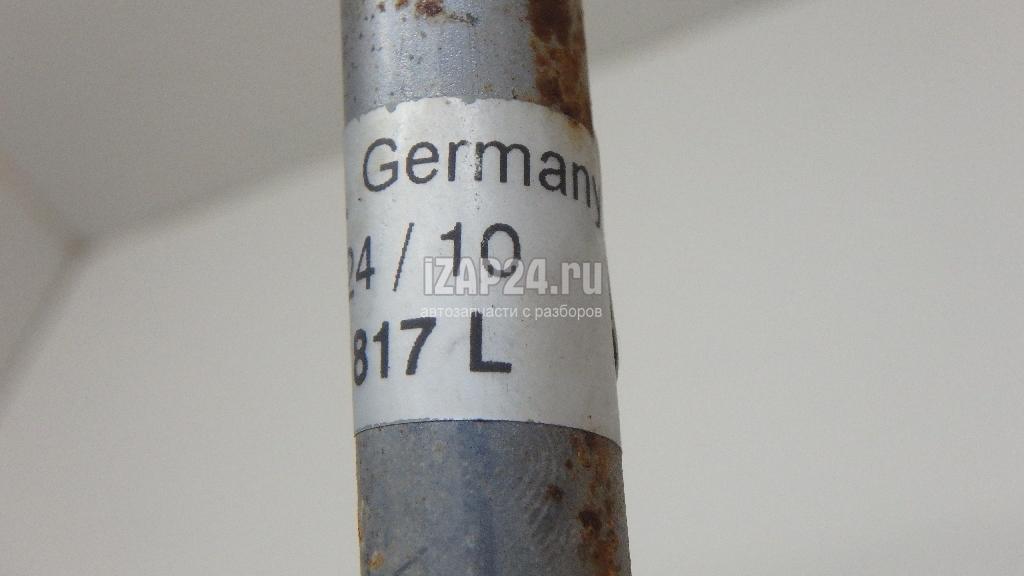 Germany
24 / 10
817 L
iZAP24.ru
автозапчасти с разборов